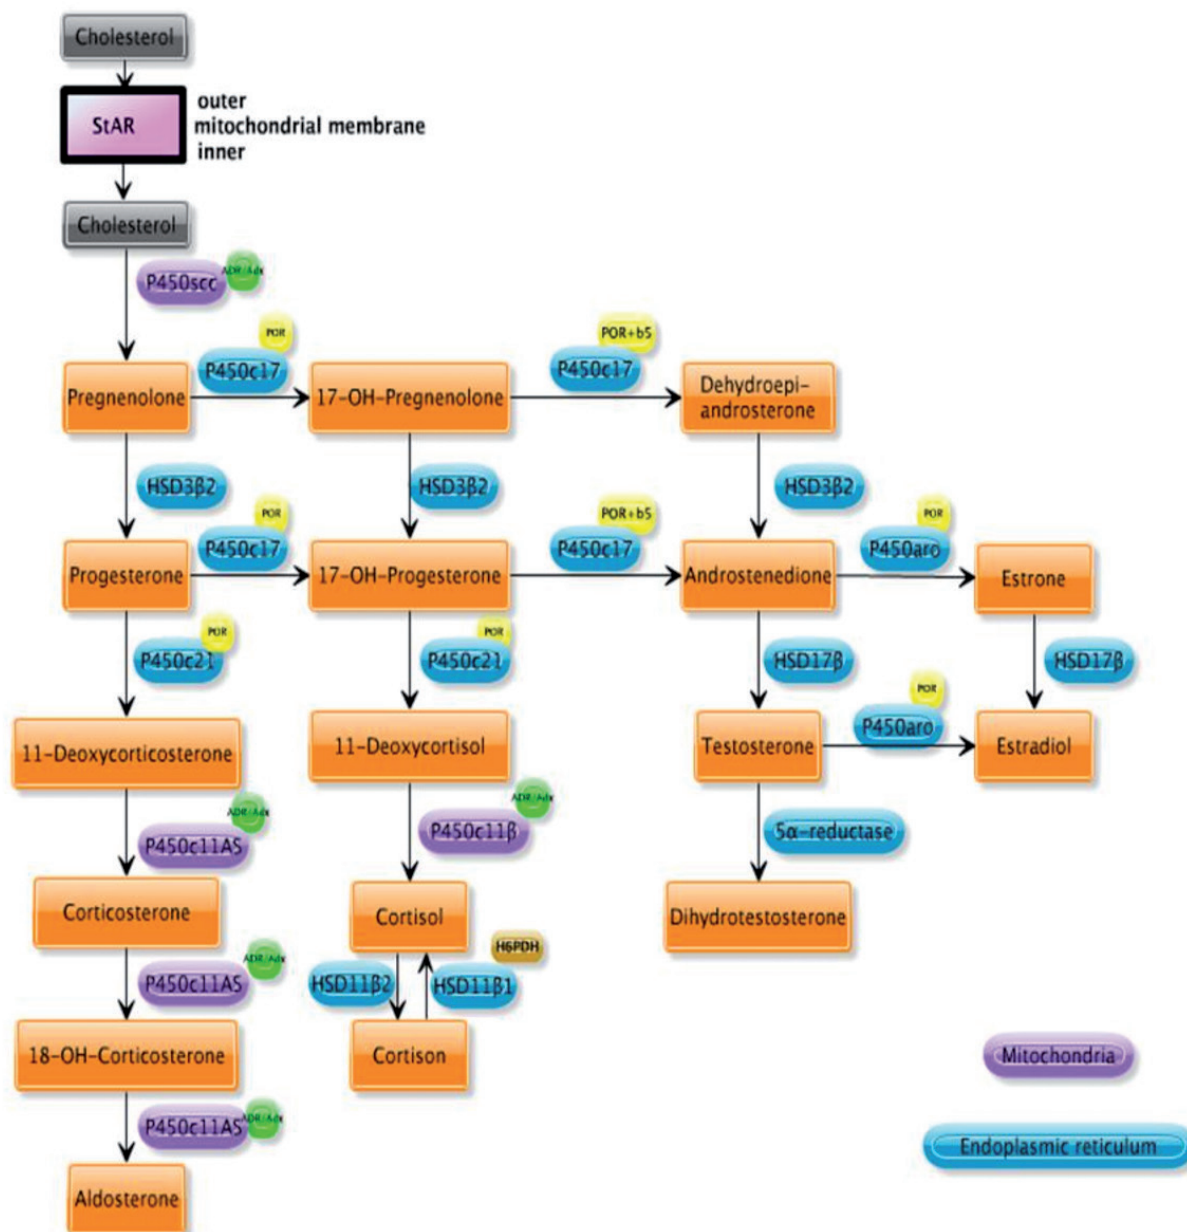 Cholesterol
StAR
outer
mitochondrial membrane
inner
Cholesterol
P450scc
ADR/Adx
POR
P450c17
POR+b5
P450c17
Pregnenolone
17-OH-Pregnenolone
Dehydroepi-
androsterone
HSD3β2
HSD3β2
HSD3β2
POR
P450c17
POR+b5
P450c17
POR
P450aro
Progesterone
17-OH-Progesterone
Androstenedione
Estrone
POR
P450c21
POR
P450c21
HSD17β
HSD17β
POR
P450aro
11-Deoxycorticosterone
11-Deoxycortisol
Testosterone
Estradiol
ADR/Adx
P450c11AS
ADR/Adx
P450c11β
5α-reductase
Corticosterone
Cortisol
Dihydrotestosterone
ADR/Adx
P450c11AS
HSD11β2
H6PDH
HSD11β1
18-OH-Corticosterone
Cortison
Mitochondria
P450c11AS
ADR/Adx
Endoplasmic reticulum
Aldosterone